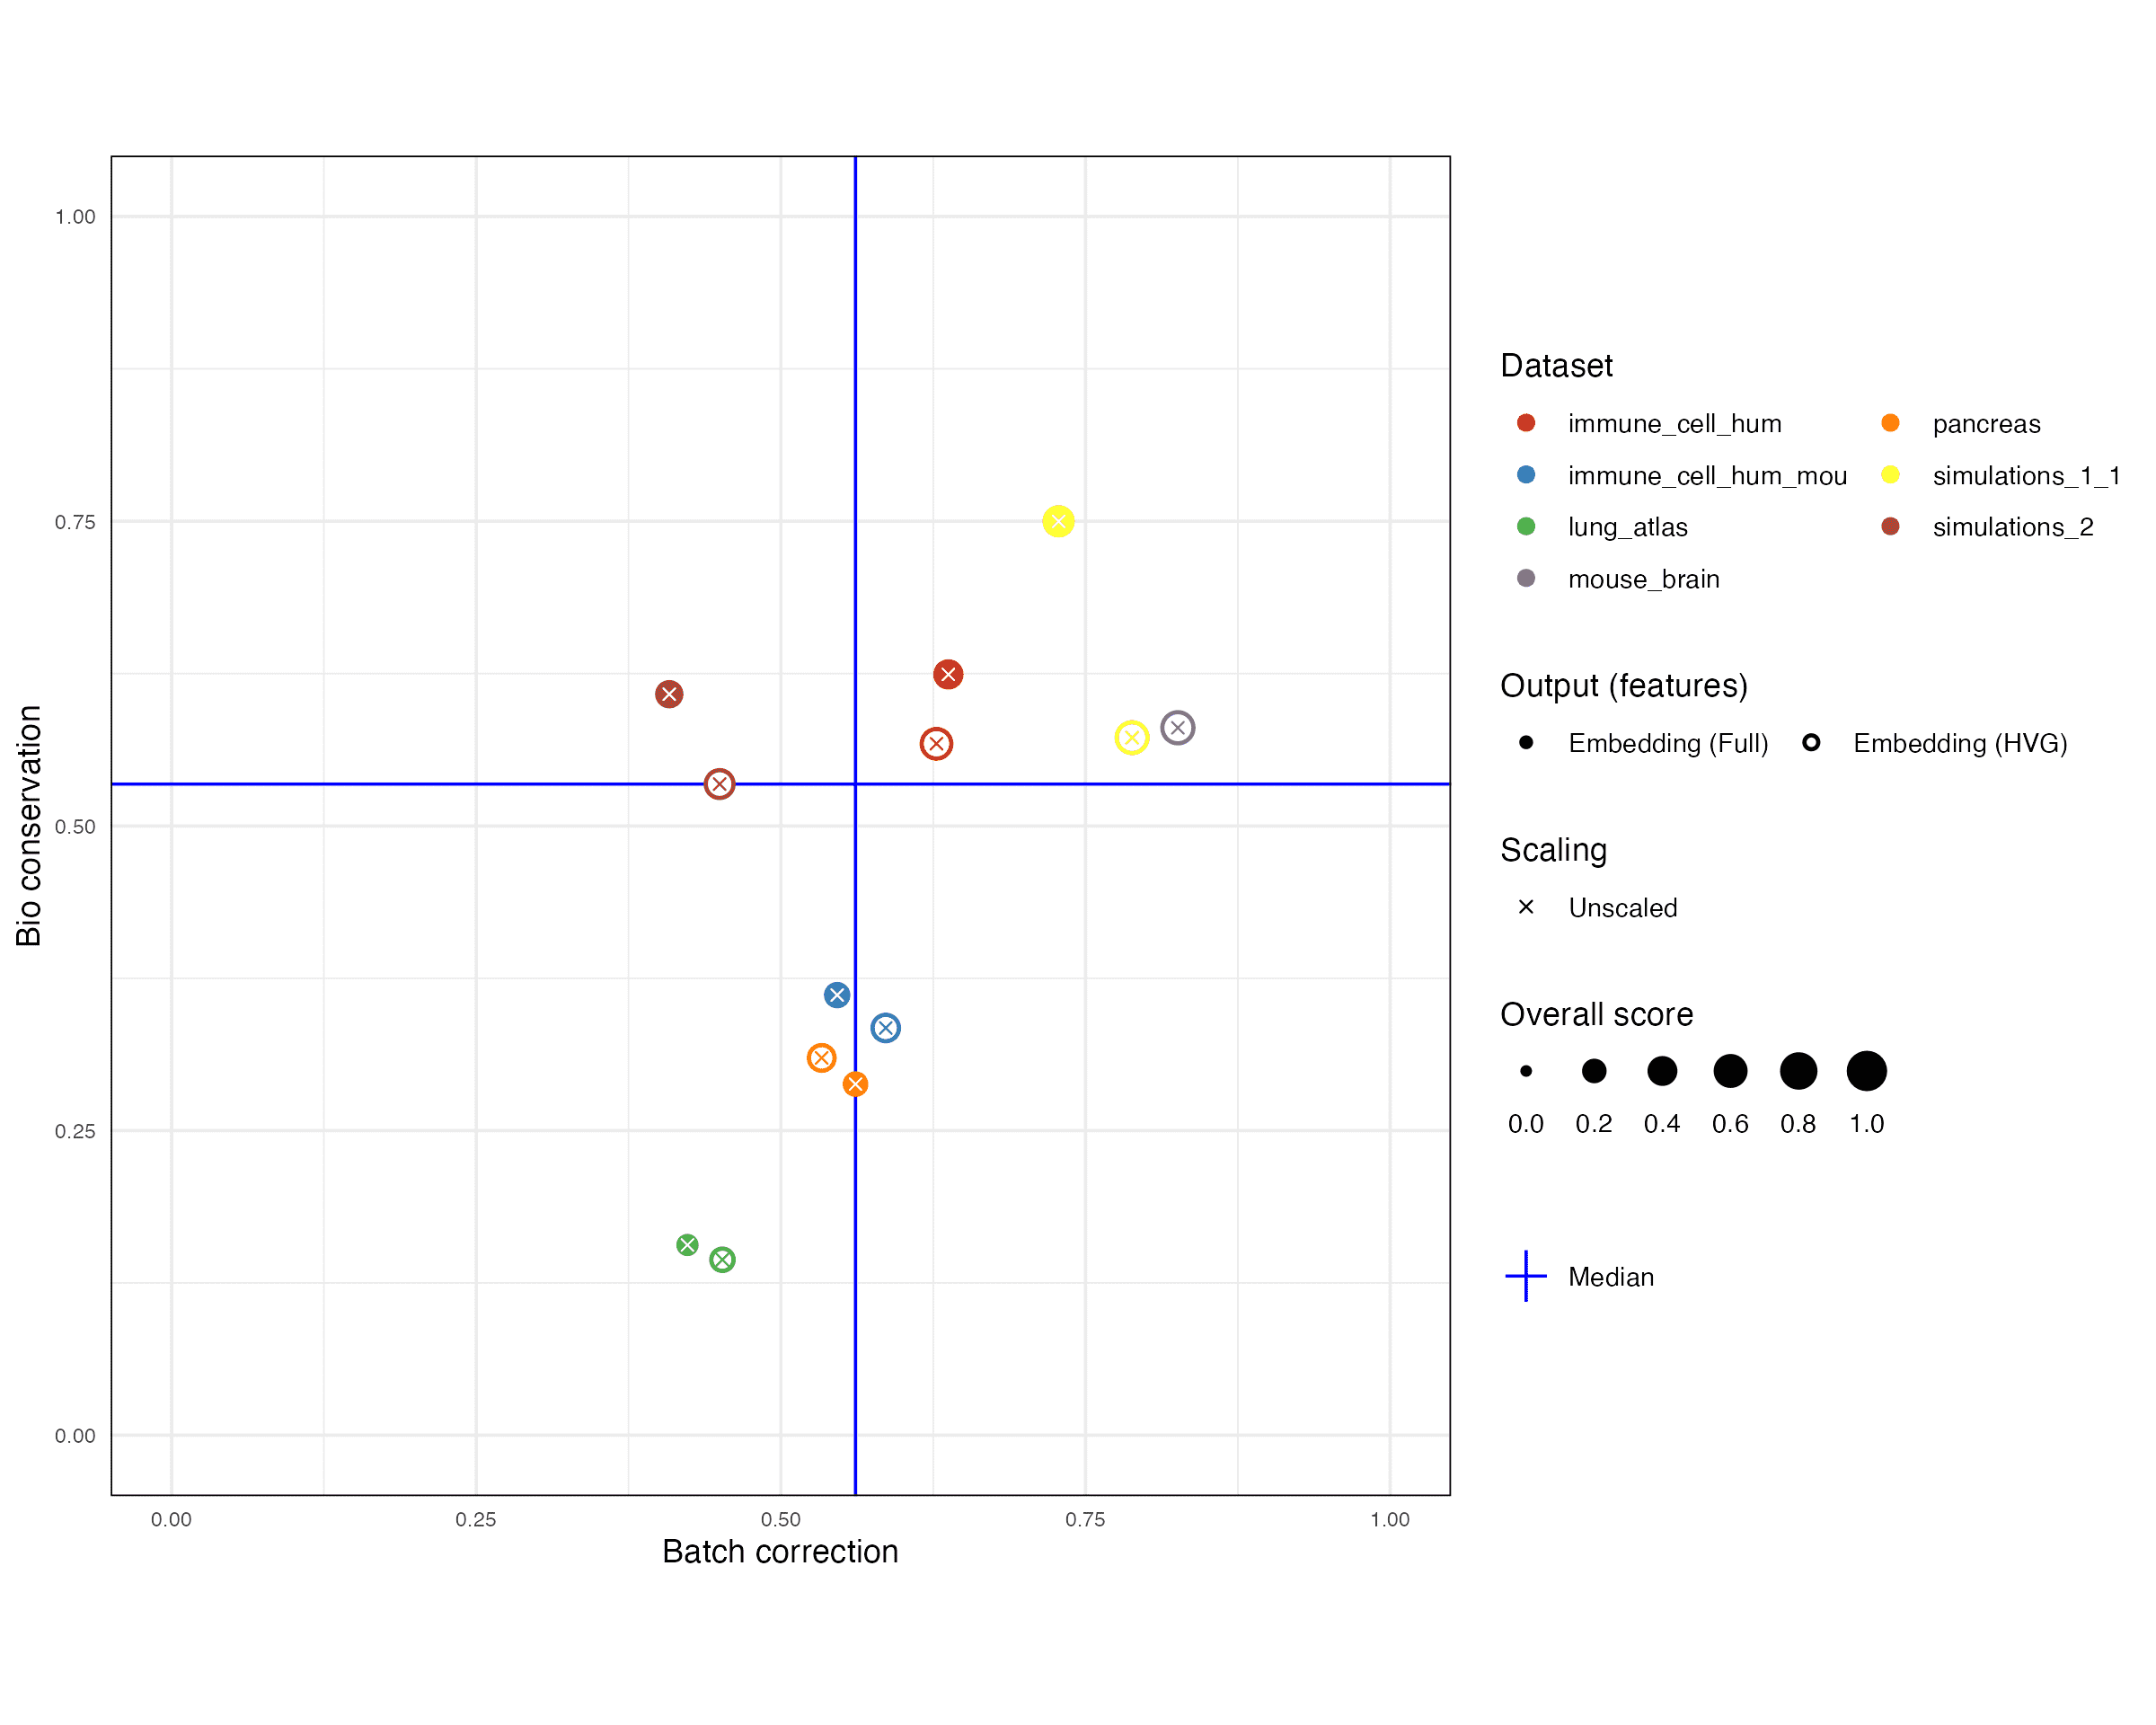 1.00
0.75
0.50
0.25
0.00
Bio conservation
0.00 0.25 0.50 0.75 1.00
Batch correction
Dataset
immune_cell_hum pancreas
immune_cell_hum_mou simulations_1_1
lung_atlas simulations_2
mouse_brain
Output (features)
Embedding (Full) Embedding (HVG)
Scaling
Unscaled
Overall score
0.0 0.2 0.4 0.6 0.8 1.0
Median